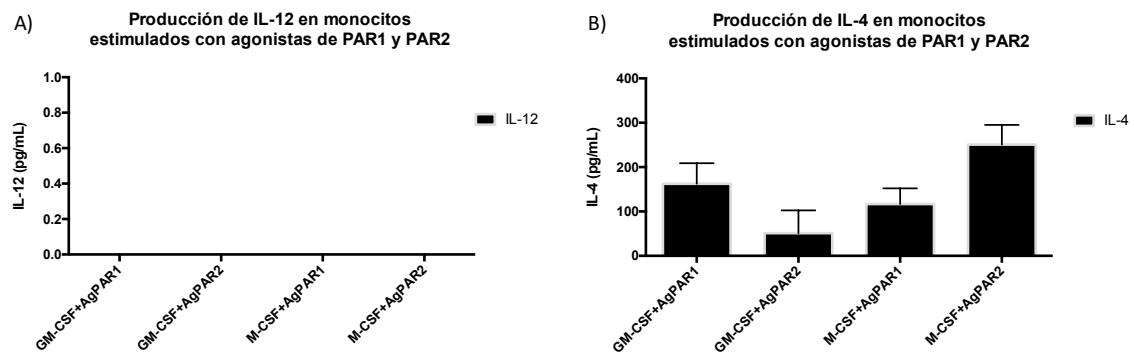 A)
Producción de IL-12 en monocitos
estimulados con agonistas de PAR1 y PAR2
IL-12 (pg/mL)
1.0
0.8
0.6
0.4
0.2
0.0
GM-CSF+AgPAR1
GM-CSF+AgPAR2
M-CSF+AgPAR1
M-CSF+AgPAR2
IL-12
B)
Producción de IL-4 en monocitos
estimulados con agonistas de PAR1 y PAR2
IL-4 (pg/mL)
400
300
200
100
0
GM-CSF+AgPAR1
GM-CSF+AgPAR2
M-CSF+AgPAR1
M-CSF+AgPAR2
IL-4